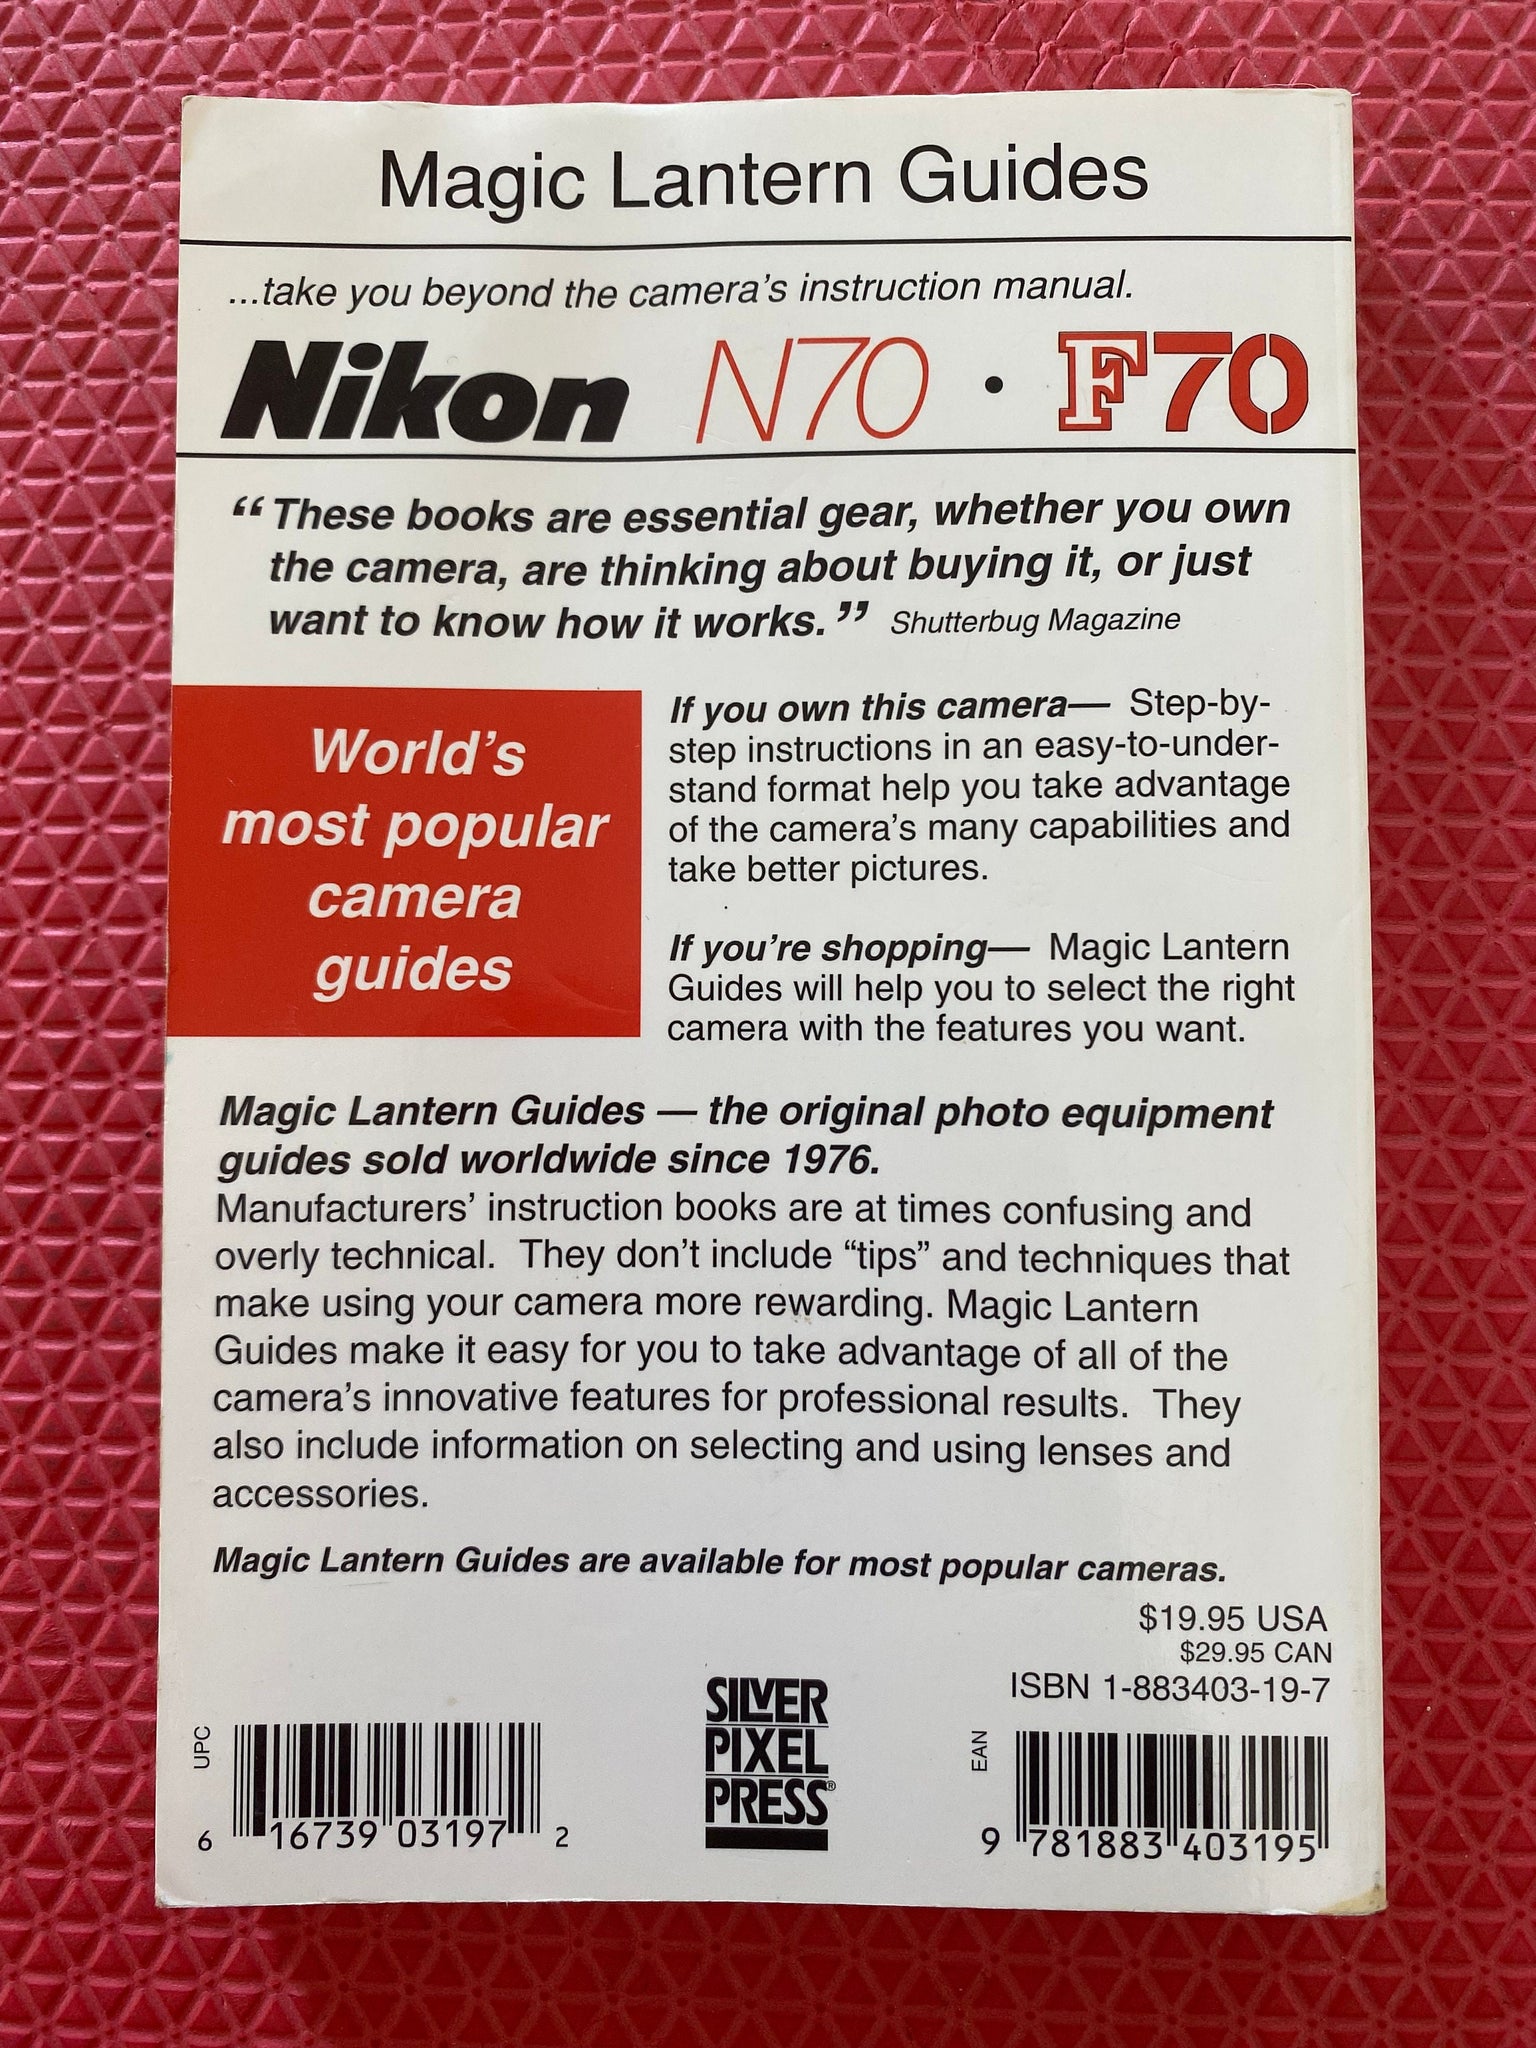 Magic Lantern Guides
...take you beyond the camera's instruction manual.
Nikon N70 • F70
“These books are essential gear, whether you own
the camera, are thinking about buying it, or just
want to know how it works.” Shutterbug Magazine
World's
most popular
camera
guides
If you own this camera— Step-by-
step instructions in an easy-to-under-
stand format help you take advantage
of the camera's many capabilities and
take better pictures.
If you're shopping— Magic Lantern
Guides will help you to select the right
camera with the features you want.
Magic Lantern Guides — the original photo equipment
guides sold worldwide since 1976.
Manufacturers' instruction books are at times confusing and
overly technical. They don't include “tips” and techniques that
make using your camera more rewarding. Magic Lantern
Guides make it easy for you to take advantage of all of the
camera's innovative features for professional results. They
also include information on selecting and using lenses and
accessories.
Magic Lantern Guides are available for most popular cameras.
$19.95 USA
$29.95 CAN
ISBN 1-883403-19-7
UPC
6 16739 03197 2
SILVER
PIXEL
PRESS®
EAN
9 781883 403195